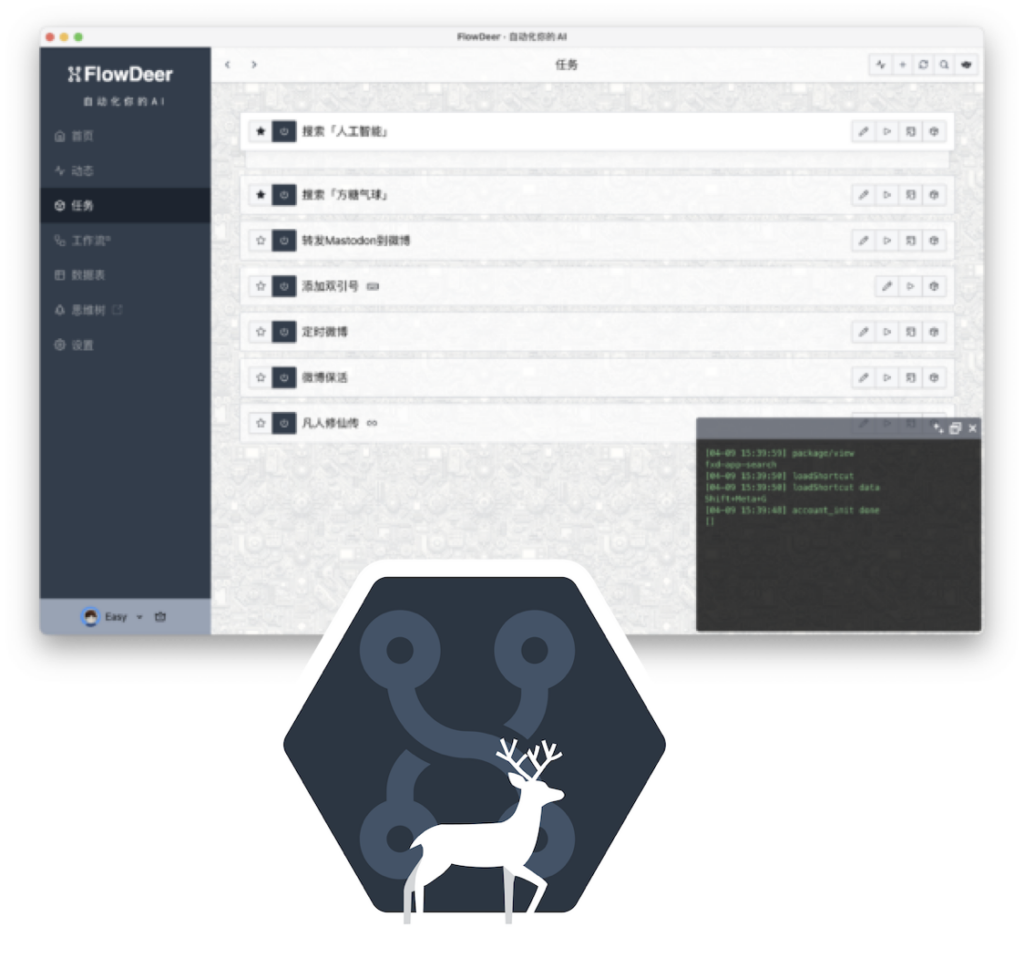 FlowDeer - 自动化你的 AI
FlowDeer
自动化你的AI
首页
动态
任务
工作流
数据表
思维树
设置
Easy
任务
搜索「人工智能」
搜索「方糖气球」
转发Mastodon到微博
添加双引号
定时微博
微博保活
凡人修仙传
[04-09 15:39:59] package/view
fxd-app-search
[04-09 15:39:50] loadShortcut
[04-09 15:39:50] loadShortcut data
Shift+Meta+G
[04-09 15:39:48] account_init done
[]